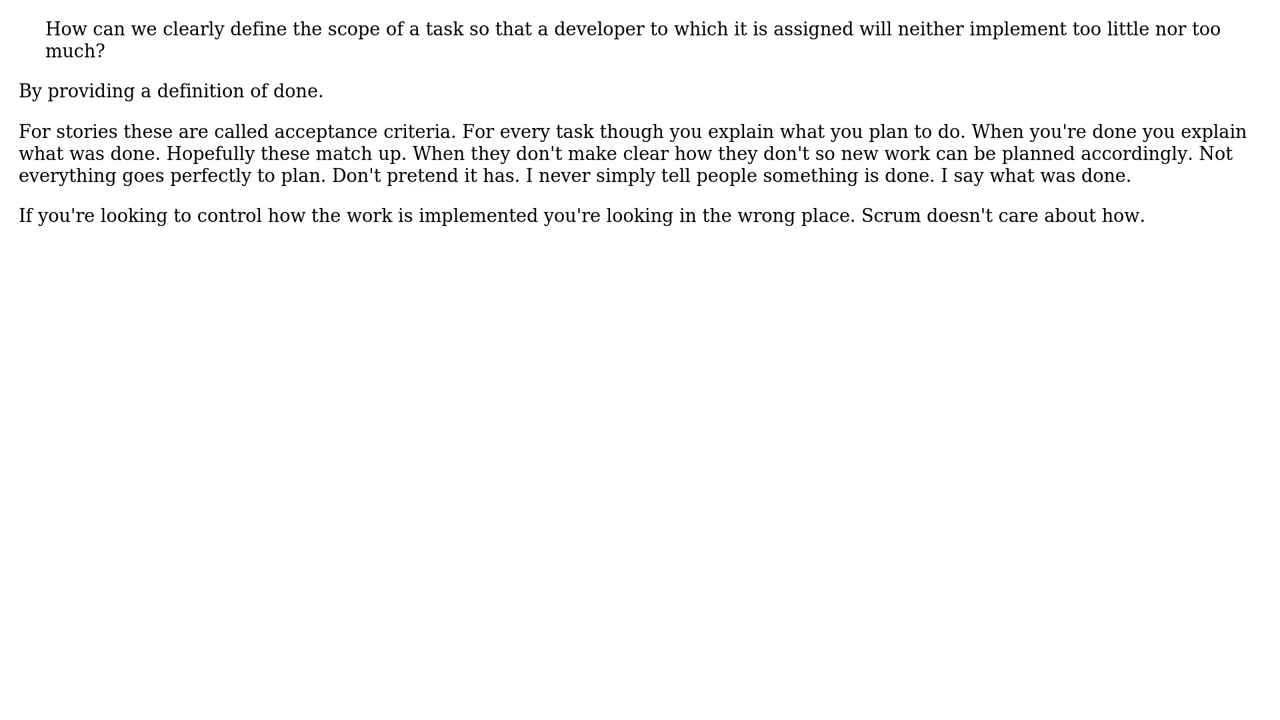 How can we clearly define the scope of a task so that a developer to which it is assigned will neither implement too little nor too
much?
By providing a definition of done.
For stories these are called acceptance criteria. For every task though you explain what you plan to do. When you're done you explain
what was done. Hopefully these match up. When they don't make clear how they don't so new work can be planned accordingly. Not
everything goes perfectly to plan. Don't pretend it has. I never simply tell people something is done. I say what was done.
If you're looking to control how the work is implemented you're looking in the wrong place. Scrum doesn't care about how.